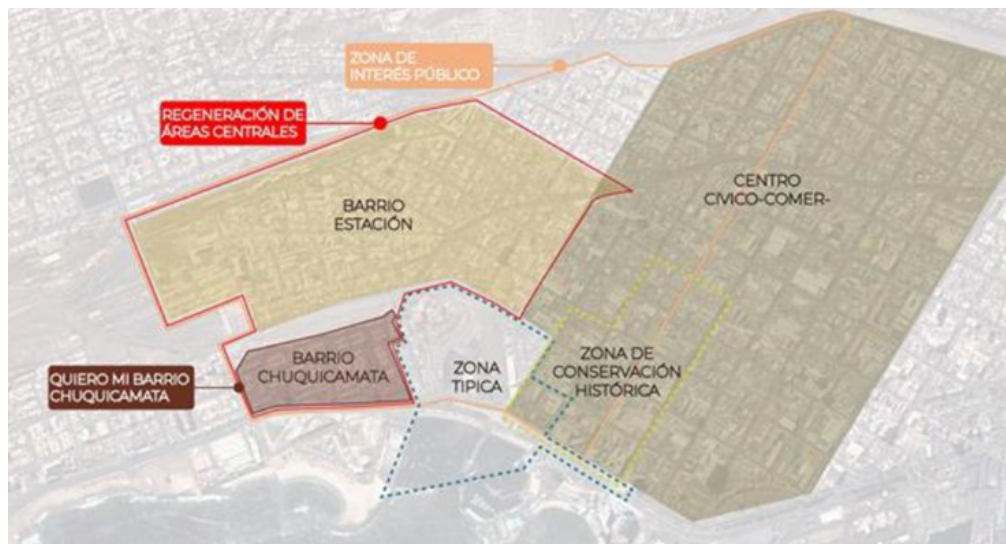 ZONA DE
INTERÉS PÚBLICO
REGENERACIÓN DE
ÁREAS CENTRALES
BARRIO
ESTACIÓN
CENTRO
CÍVICO-COMER-
QUIERO MI BARRIO
CHUQUICAMATA
BARRIO
CHUQUICAMATA
ZONA
TIPICA
ZONA DE
CONSERVACIÓN
HISTÓRICA